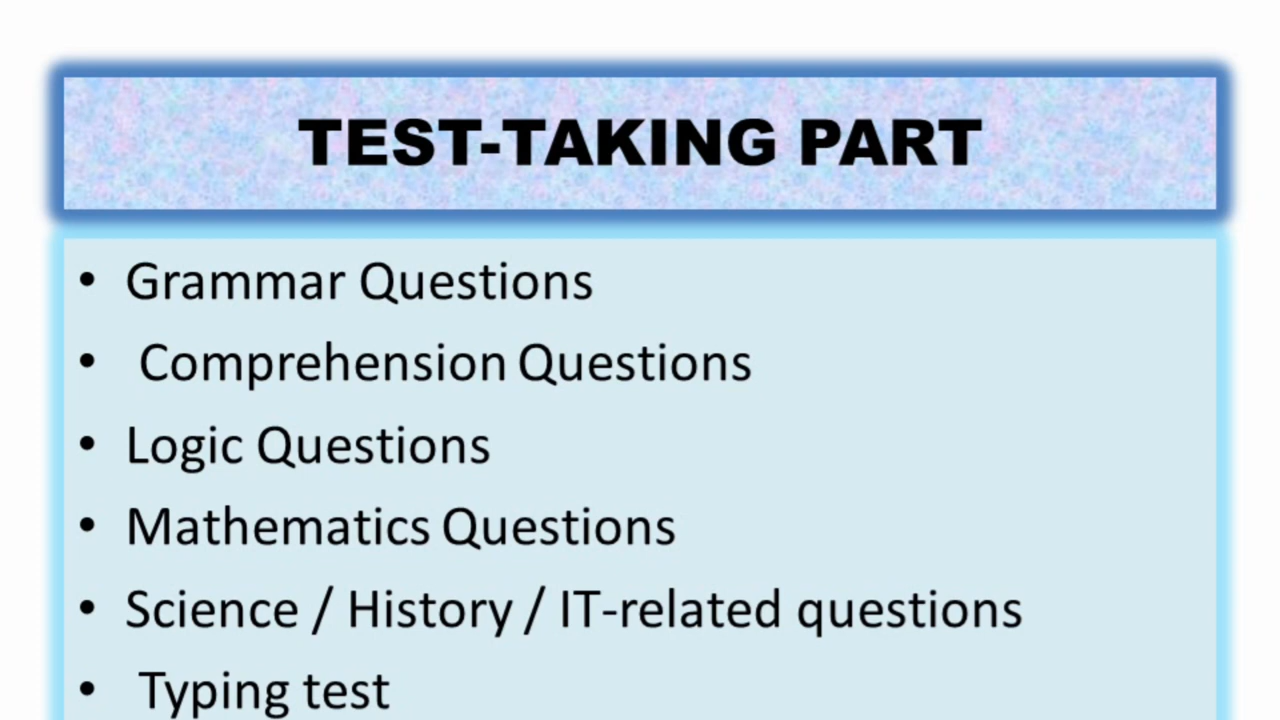 TEST-TAKING PART
• Grammar Questions
• Comprehension Questions
• Logic Questions
• Mathematics Questions
• Science / History / IT-related questions
• Typing test